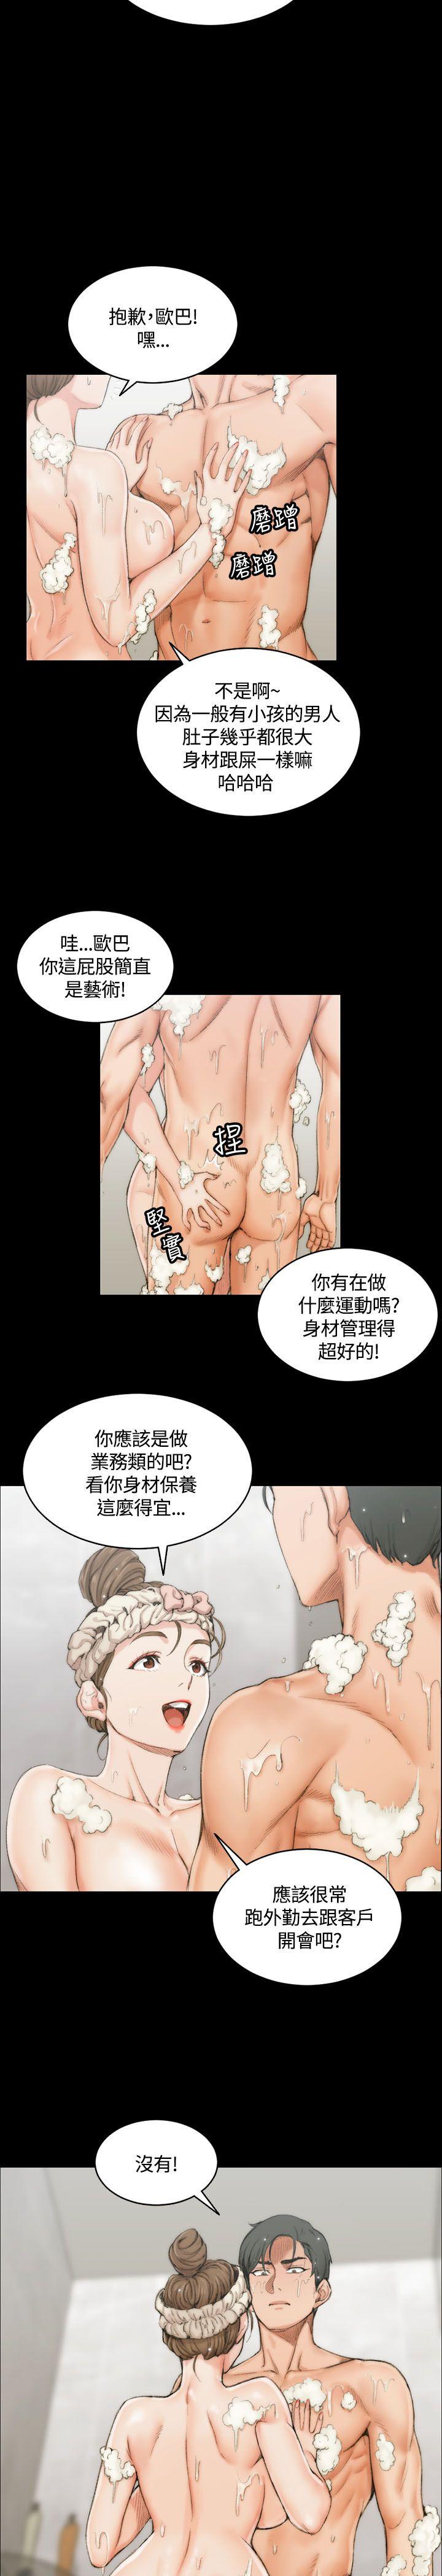 抱歉，歐巴!
嘿...
磨蹭
磨蹭
不是啊~
因為一般有小孩的男人
肚子幾乎都很大
身材跟屎一樣嘛
哈哈哈
哇...歐巴
你這屁股簡直
是藝術!
捏
堅實
你有在做
什麼運動嗎?
身材管理得
超好的!
你應該是做
業務類的吧?
看你身材保養
這麼得宜...
應該很常
跑外勤去跟客戶
開會吧?
沒有!